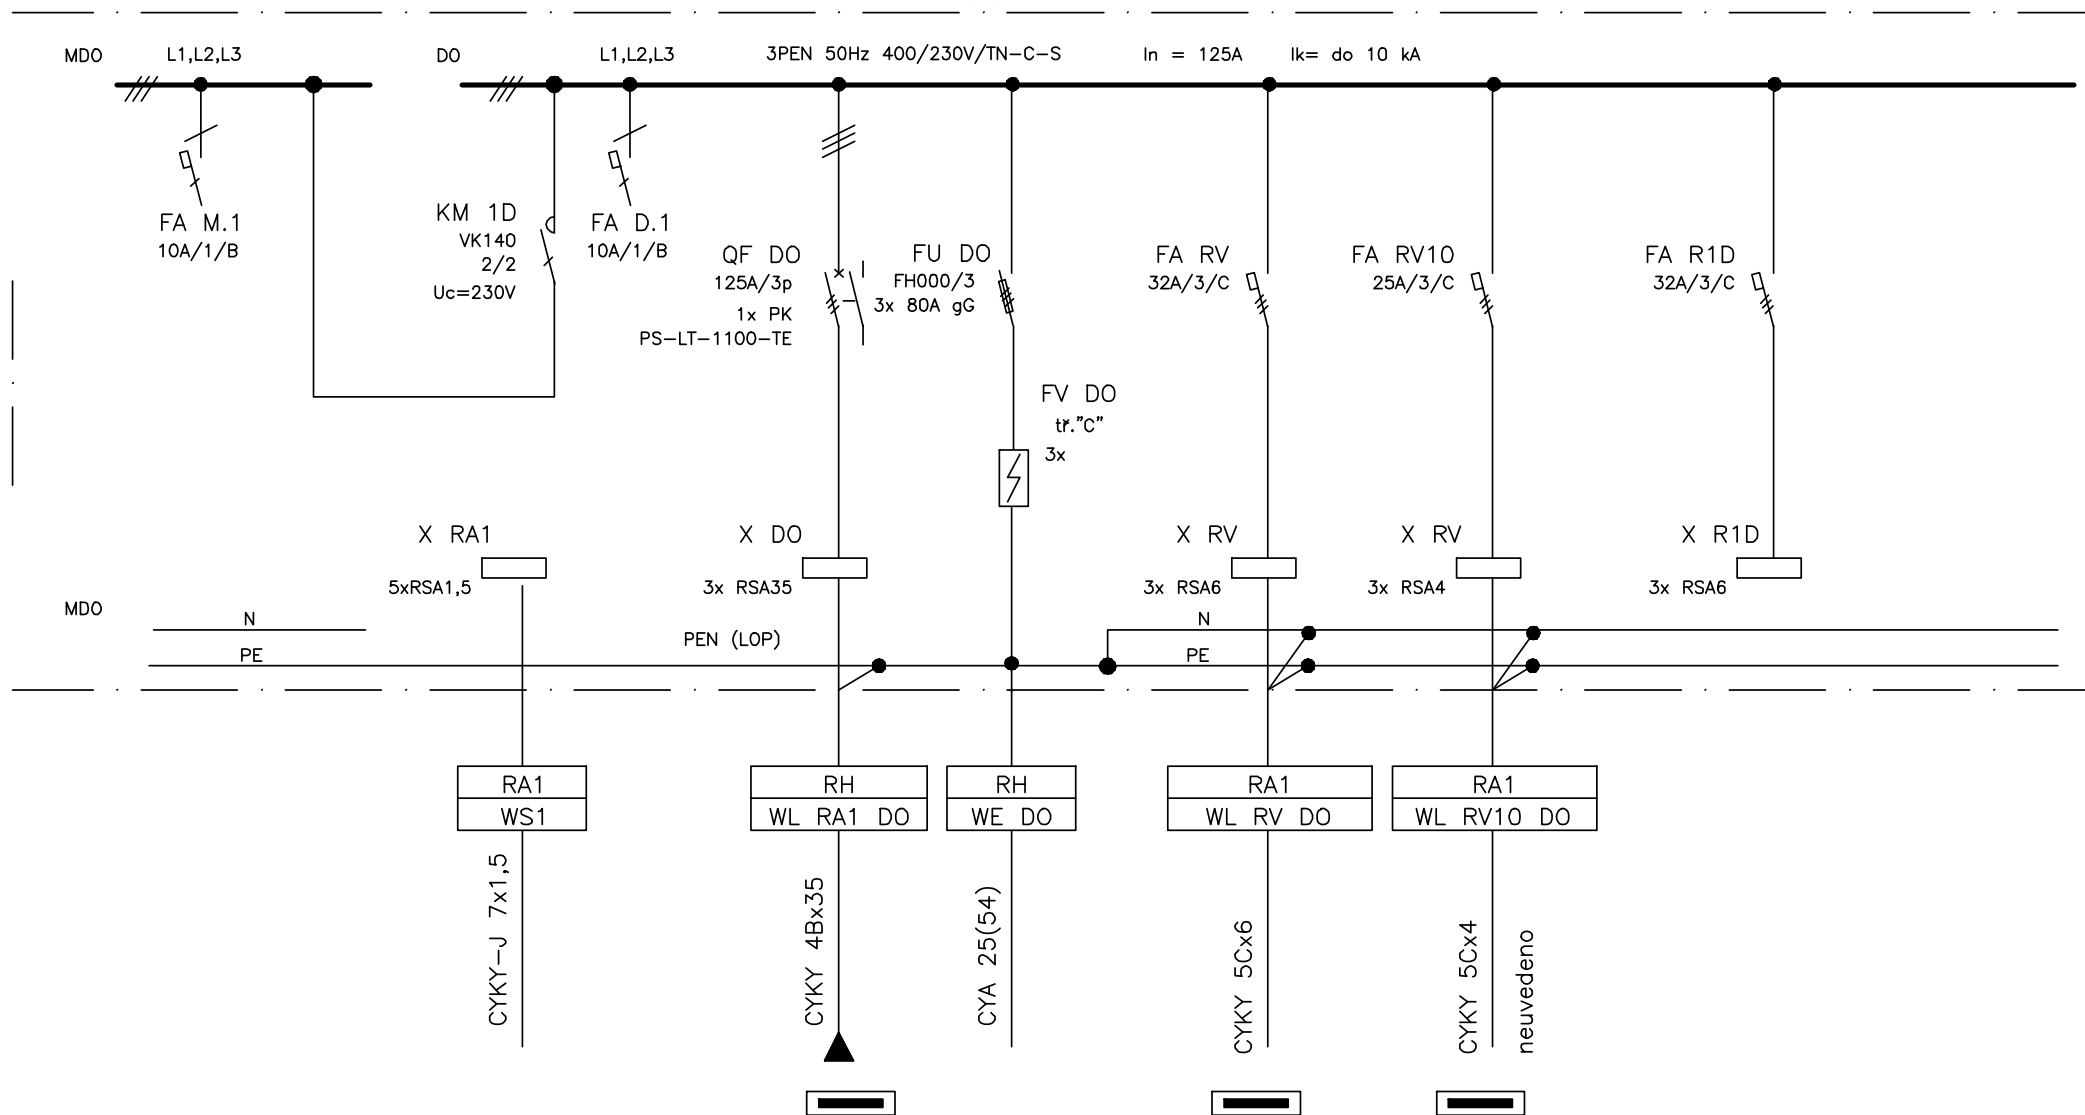 MDO
L1,L2,L3
DO
L1,L2,L3
3PEN 50Hz 400/230V/TN-C-S
In = 125A
Ik= do 10 kA
FA M.1
10A/1/B
KM 1D
VK140
2/2
Uc=230V
FA D.1
10A/1/B
QF DO
125A/3p
1x PK
PS-LT-1100-TE
FU DO
FH000/3
3x 80A gG
FV DO
tř."C"
3x
FA RV
32A/3/C
FA RV10
25A/3/C
FA R1D
32A/3/C
X RA1
5xRSA1,5
X DO
3x RSA35
X RV
3x RSA6
X RV
3x RSA4
X R1D
3x RSA6
MDO
N
PE
PEN (LOP)
N
PE
RA1
WS1
RH
WL RA1 DO
RH
WE DO
RA1
WL RV DO
RA1
WL RV10 DO
CYKY-J 7x1,5
CYKY 4Bx35
CYA 25(54)
CYKY 5Cx6
CYKY 5Cx4
neuvedeno